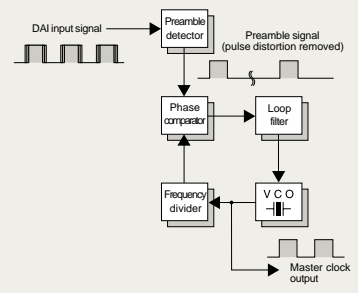 DAI input signal
Preamble
detector
Preamble signal
(pulse distortion removed)
Phase
comparator
Loop
filter
Frequency
divider
V C O
Master clock
output